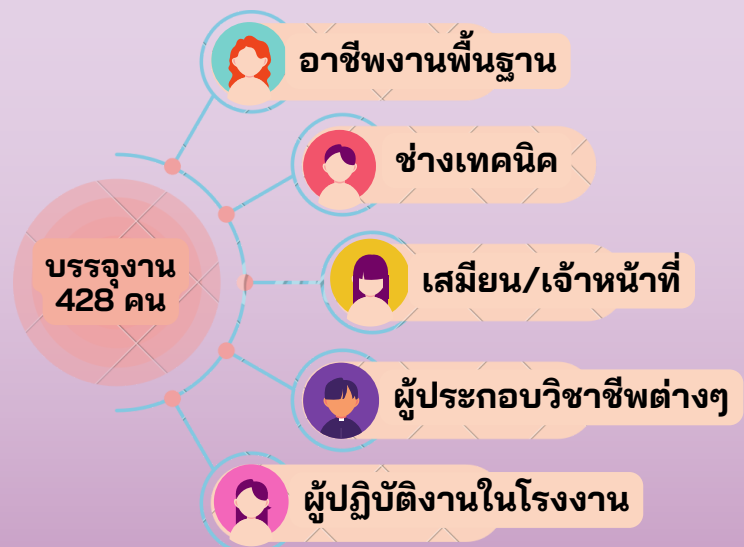 อาชีพงานพื้นฐาน
ช่างเทคนิค
บรรจุงาน
428 คน
เสมียน/เจ้าหน้าที่
ผู้ประกอบวิชาชีพต่างๆ
ผู้ปฏิบัติงานในโรงงาน